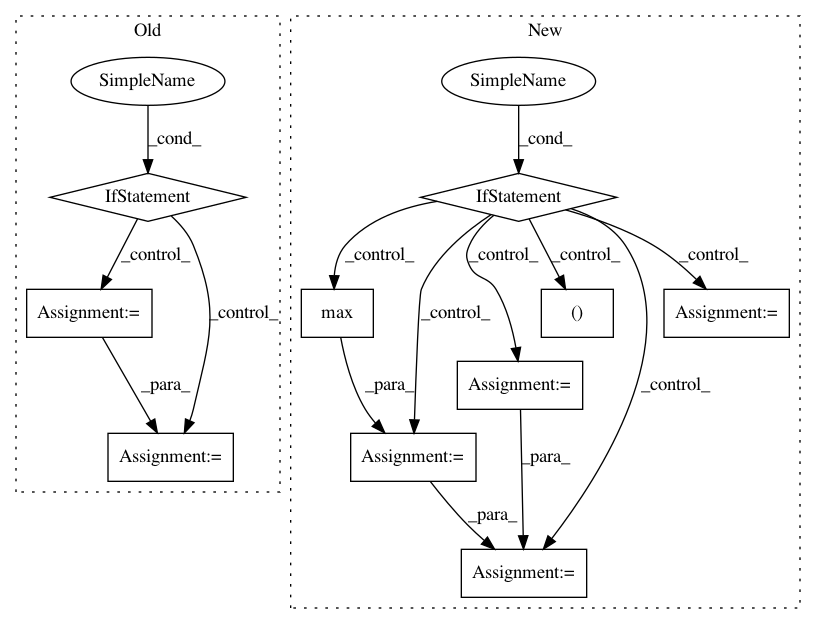 Old
New
SimpleName
SimpleName
_cond_
_cond_
IfStatement
IfStatement
_control_
_control_
_control_
_control_
_control_
Assignment:=
_control_
max
_control_
()
Assignment:=
_para_
_para_
Assignment:=
_control_
Assignment:=
Assignment:=
_para_
_para_
Assignment:=